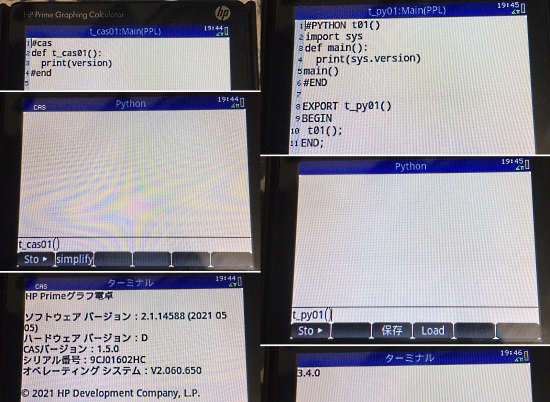 HP Prime Graphing Calculator
hp
t_cas01:Main(PPL)
19:44
1 #cas
2 def t_cas01():
3 print(version)
4 #end
5
CAS
Python
19:44
t_cas01()
Sto ▸ simplify
CAS
ターミナル
19:44
HP Primeグラフ電卓
ソフトウェア バージョン：2.1.14588 (2021 05
05)
ハードウェア バージョン：D
CASバージョン：1.5.0
シリアル番号：9CJ01602HC
オペレーティング システム：V2.060.650
© 2021 HP Development Company, L.P.
t_py01:Main(PPL)
19:45
1 #PYTHON t01()
2 import sys
3 def main():
4 print(sys.version)
5 main()
6 #END
7
8 EXPORT t_py01()
9 BEGIN
10 t01();
11 END;
Python
19:45
t_py01()
Sto ▸ 保存 Load
ターミナル
19:46
3.4.0